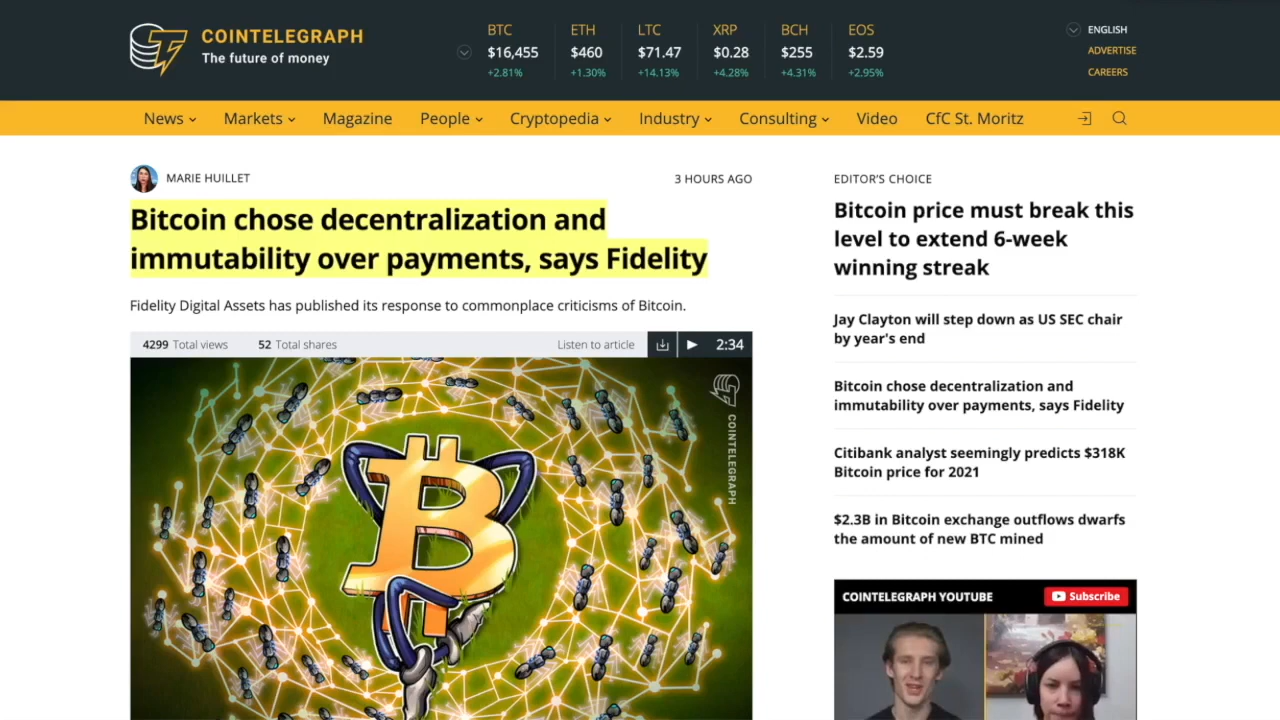 COINTELEGRAPH
The future of money
BTC
$16,455
+2.81%
ETH
$460
+1.30%
LTC
$71.47
+14.13%
XRP
$0.28
+4.28%
BCH
$255
+4.31%
EOS
$2.59
+2.95%
ENGLISH
ADVERTISE
CAREERS
News Markets Magazine People Cryptopedia Industry Consulting Video CfC St. Moritz
MARIE HUILLET
3 HOURS AGO
Bitcoin chose decentralization and
immutability over payments, says Fidelity
Fidelity Digital Assets has published its response to commonplace criticisms of Bitcoin.
4299 Total views 52 Total shares Listen to article 2:34
COINTELEGRAPH
EDITOR'S CHOICE
Bitcoin price must break this
level to extend 6-week
winning streak
Jay Clayton will step down as US SEC chair
by year's end
Bitcoin chose decentralization and
immutability over payments, says Fidelity
Citibank analyst seemingly predicts $318K
Bitcoin price for 2021
$2.3B in Bitcoin exchange outflows dwarfs
the amount of new BTC mined
COINTELEGRAPH YOUTUBE
Subscribe